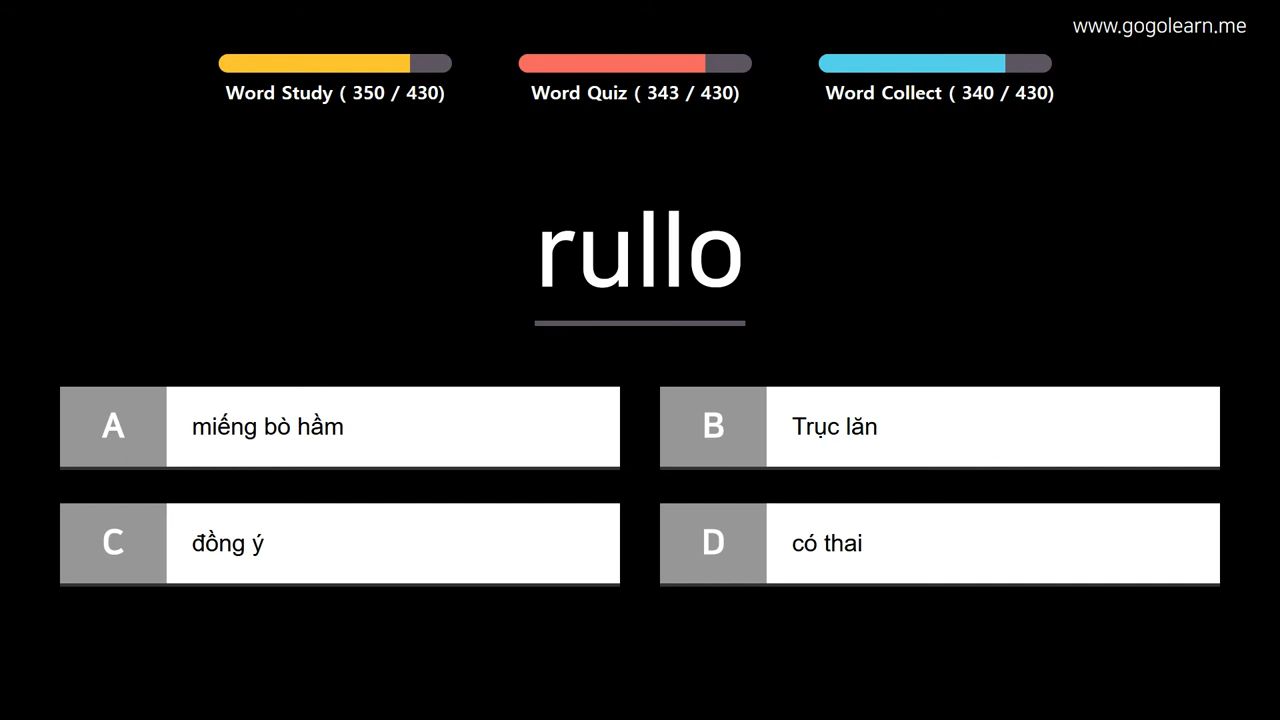 www.gogolearn.me
Word Study ( 350 / 430)
Word Quiz ( 343 / 430)
Word Collect ( 340 / 430)
rullo
A miếng bò hầm
B Trục lăn
C đồng ý
D có thai